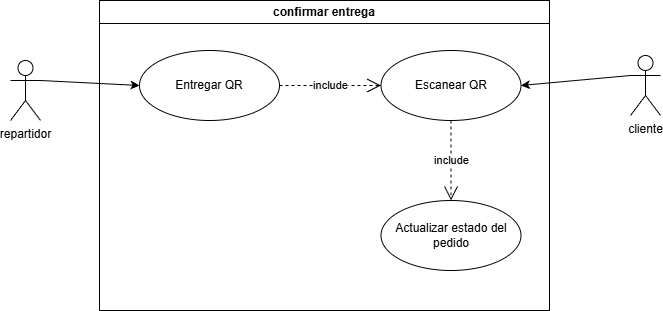 confirmar entrega
Entregar QR
include
Escanear QR
repartidor
cliente
include
Actualizar estado del
pedido